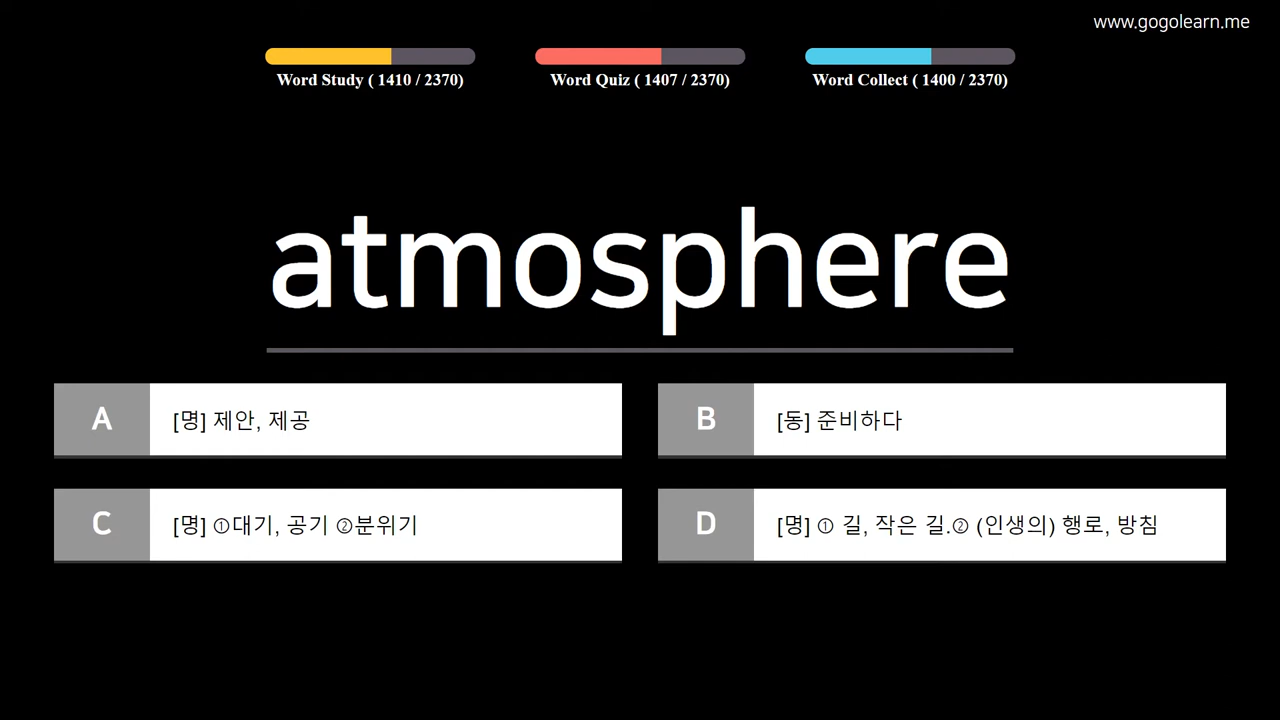 www.gogolearn.me
Word Study ( 1410 / 2370)
Word Quiz ( 1407 / 2370)
Word Collect ( 1400 / 2370)
atmosphere
A [명] 제안, 제공
B [동] 준비하다
C [명] ①대기, 공기 ②분위기
D [명] ① 길, 작은 길.② (인생의) 행로, 방침